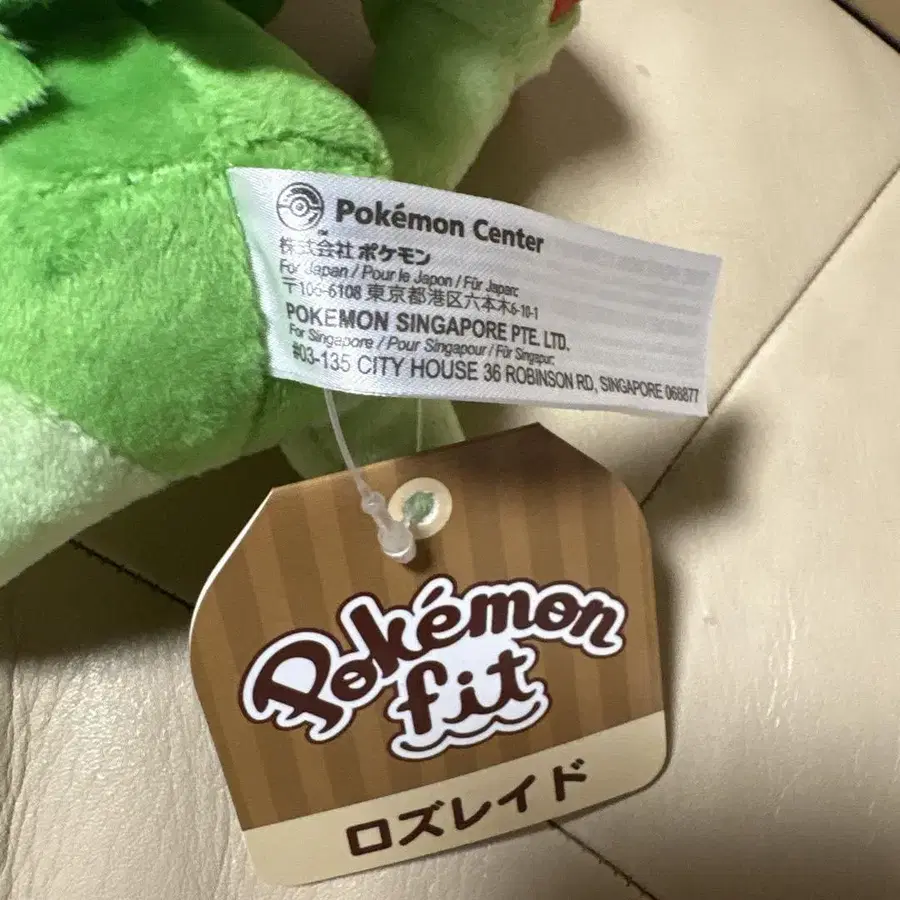 Pokémon Center
株式会社 ポケモン
For Japan / Pour le Japon / Für Japan:
〒106-6108 東京都港区六本木6-10-1
POKEMON SINGAPORE PTE. LTD.
For Singapore / Pour Singapour / Für Singapur:
#03-135 CITY HOUSE 36 ROBINSON RD, SINGAPORE 068877
Pokémon
fit
ロズレイド